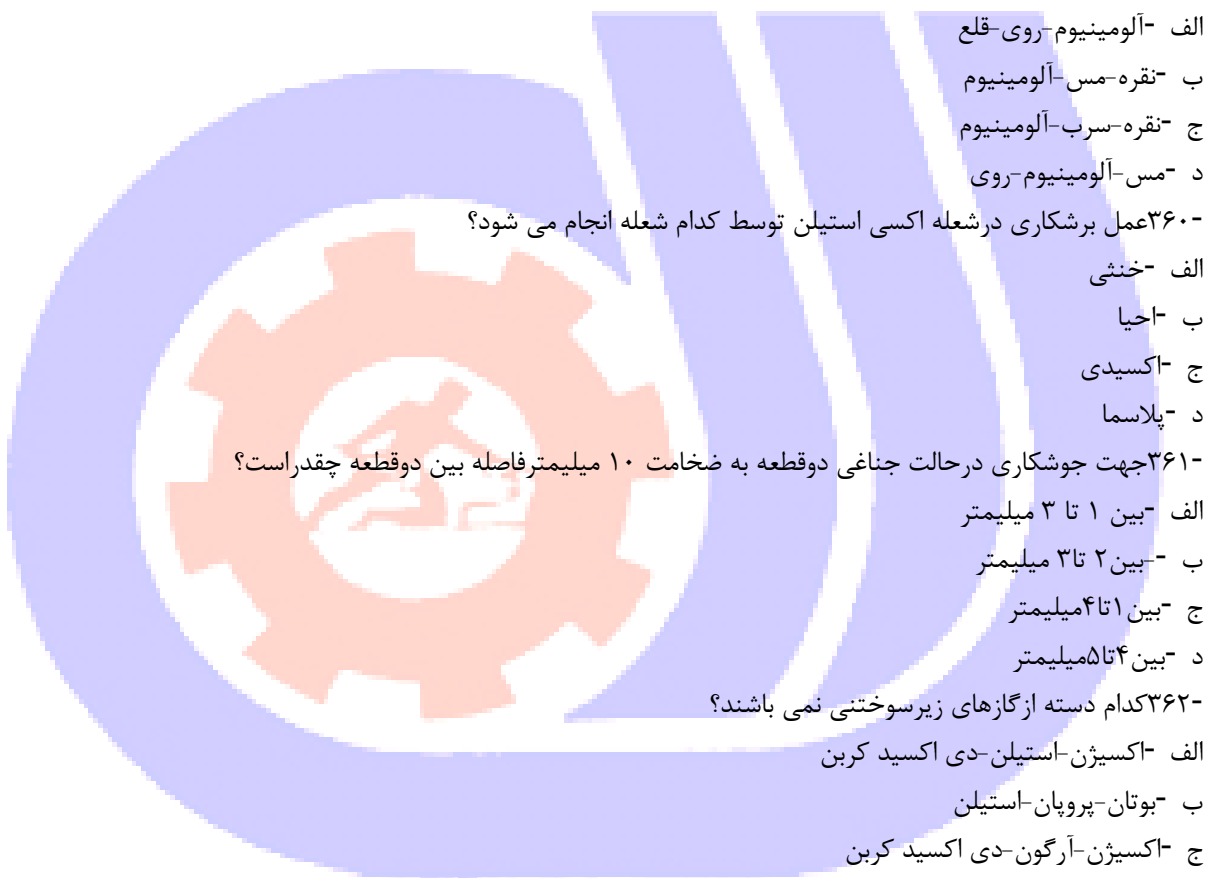 الف -آلومینیوم-روی-قلع
ب -نقره-مس-آلومینیوم
ج -نقره-سرب-آلومینیوم
د -مس-آلومینیوم-روی
-۳۶۰عمل برشکاری درشعله اکسی استیلن توسط کدام شعله انجام می شود؟
الف -خنثی
ب -احیا
ج -اکسیدی
د -پلاسما
-۳۶۱جهت جوشکاری درحالت جناغی دوقطعه به ضخامت ۱۰ میلیمترفاصله بین دوقطعه چقدراست؟
الف -بین ۱ تا ۳ میلیمتر
ب --بین۲ تا۳ میلیمتر
ج -بین۱تا۴میلیمتر
د -بین۴تا۵میلیمتر
-۳۶۲کدام دسته ازگازهای زیرسوختنی نمی باشند؟
الف -اکسیژن-استیلن-دی اکسید کربن
ب -بوتان-پروپان-استیلن
ج -اکسیژن-آرگون-دی اکسید کربن